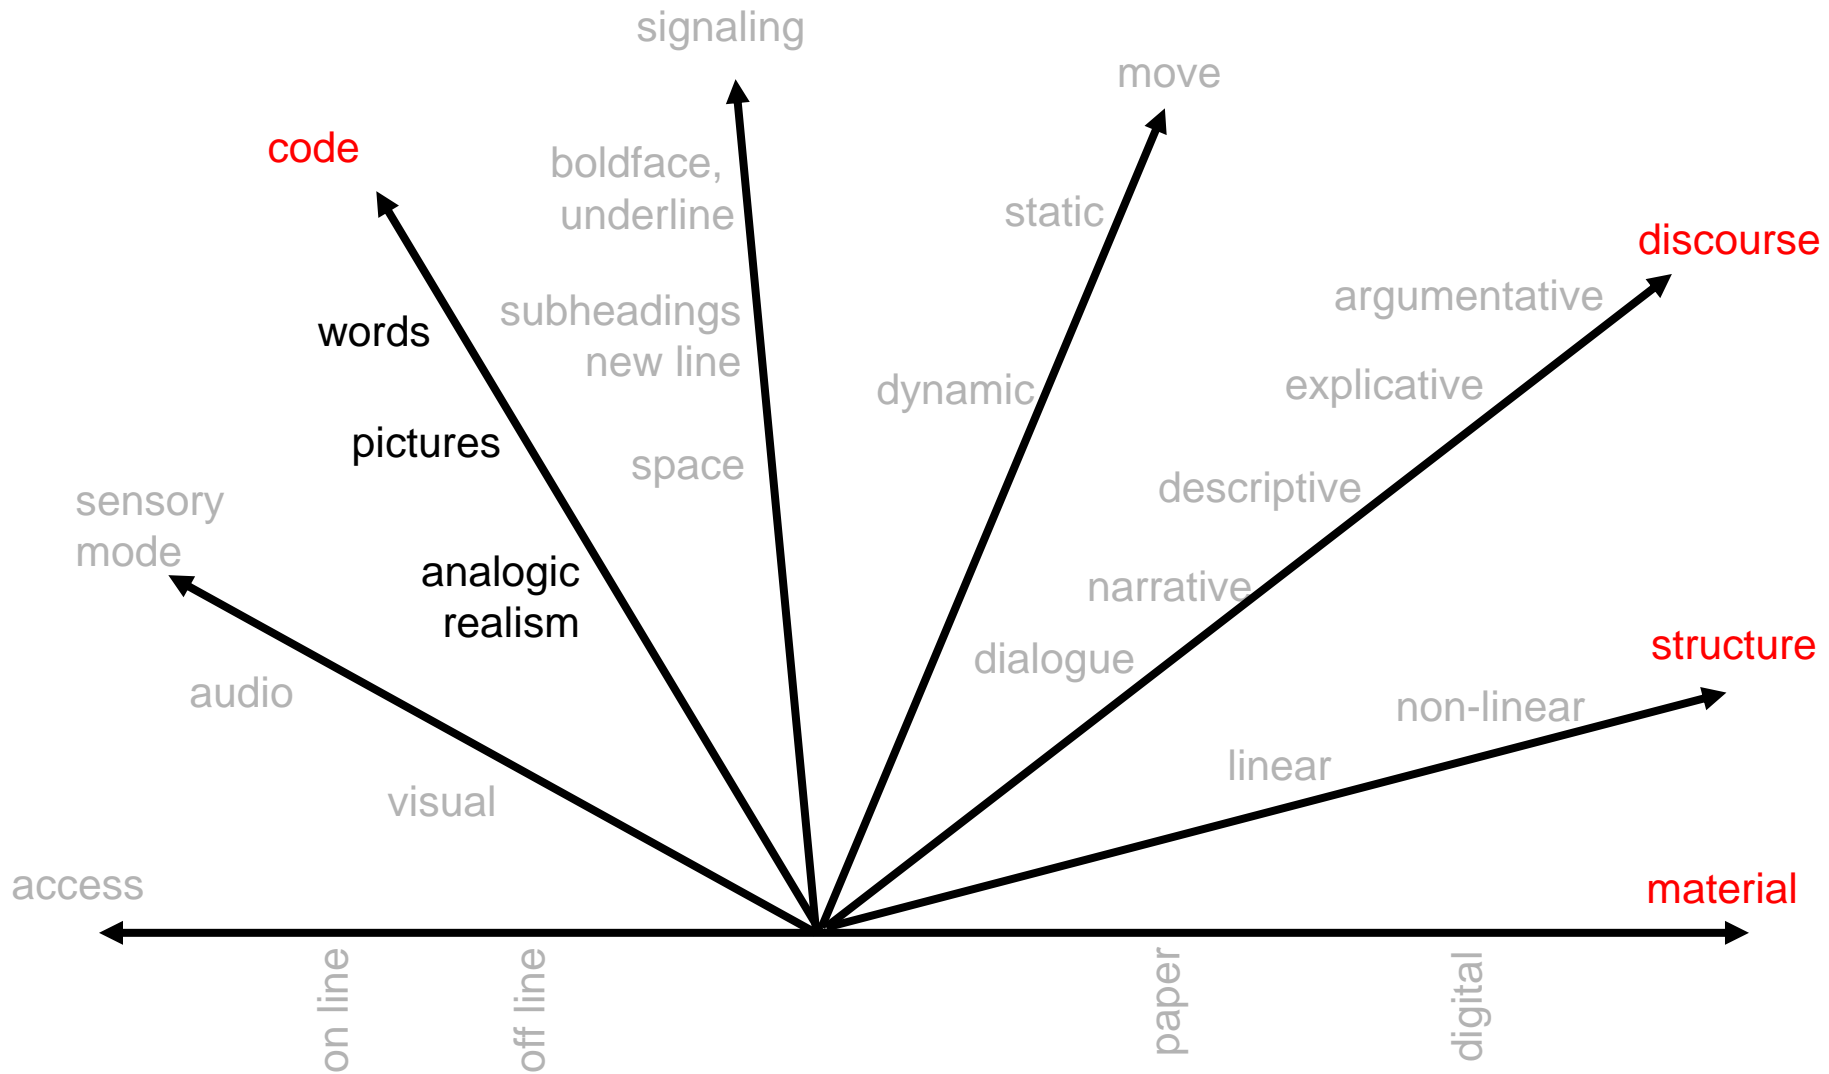 signaling
move
code
boldface,
underline
static
discourse
argumentative
subheadings
new line
words
dynamic
explicative
pictures
space
descriptive
sensory
mode
analogic
realism
narrative
dialogue
structure
audio
non-linear
linear
visual
access
material
on line
off line
paper
digital